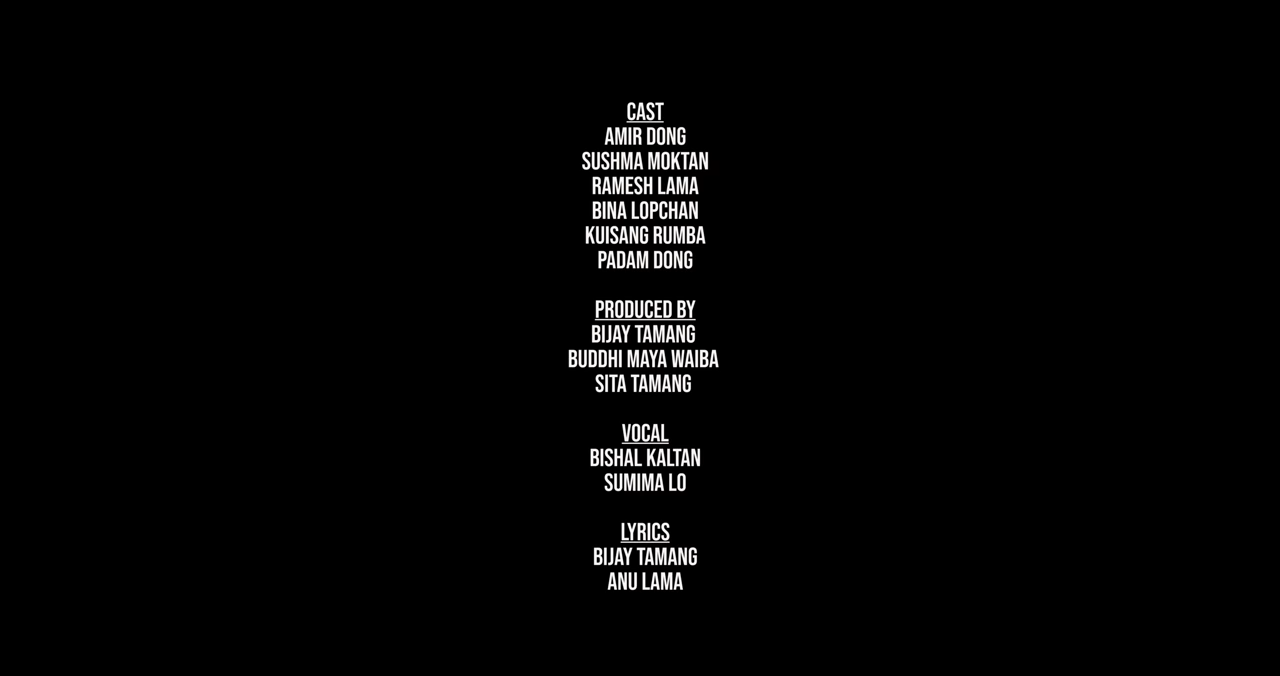 CAST
AMIR DONG
SUSHMA MOKTAN
RAMESH LAMA
BINA LOPCHAN
KUISANG RUMBA
PADAM DONG
PRODUCED BY
BIJAY TAMANG
BUDDHI MAYA WAIBA
SITA TAMANG
VOCAL
BISHAL KALTAN
SUMIMA LO
LYRICS
BIJAY TAMANG
ANU LAMA